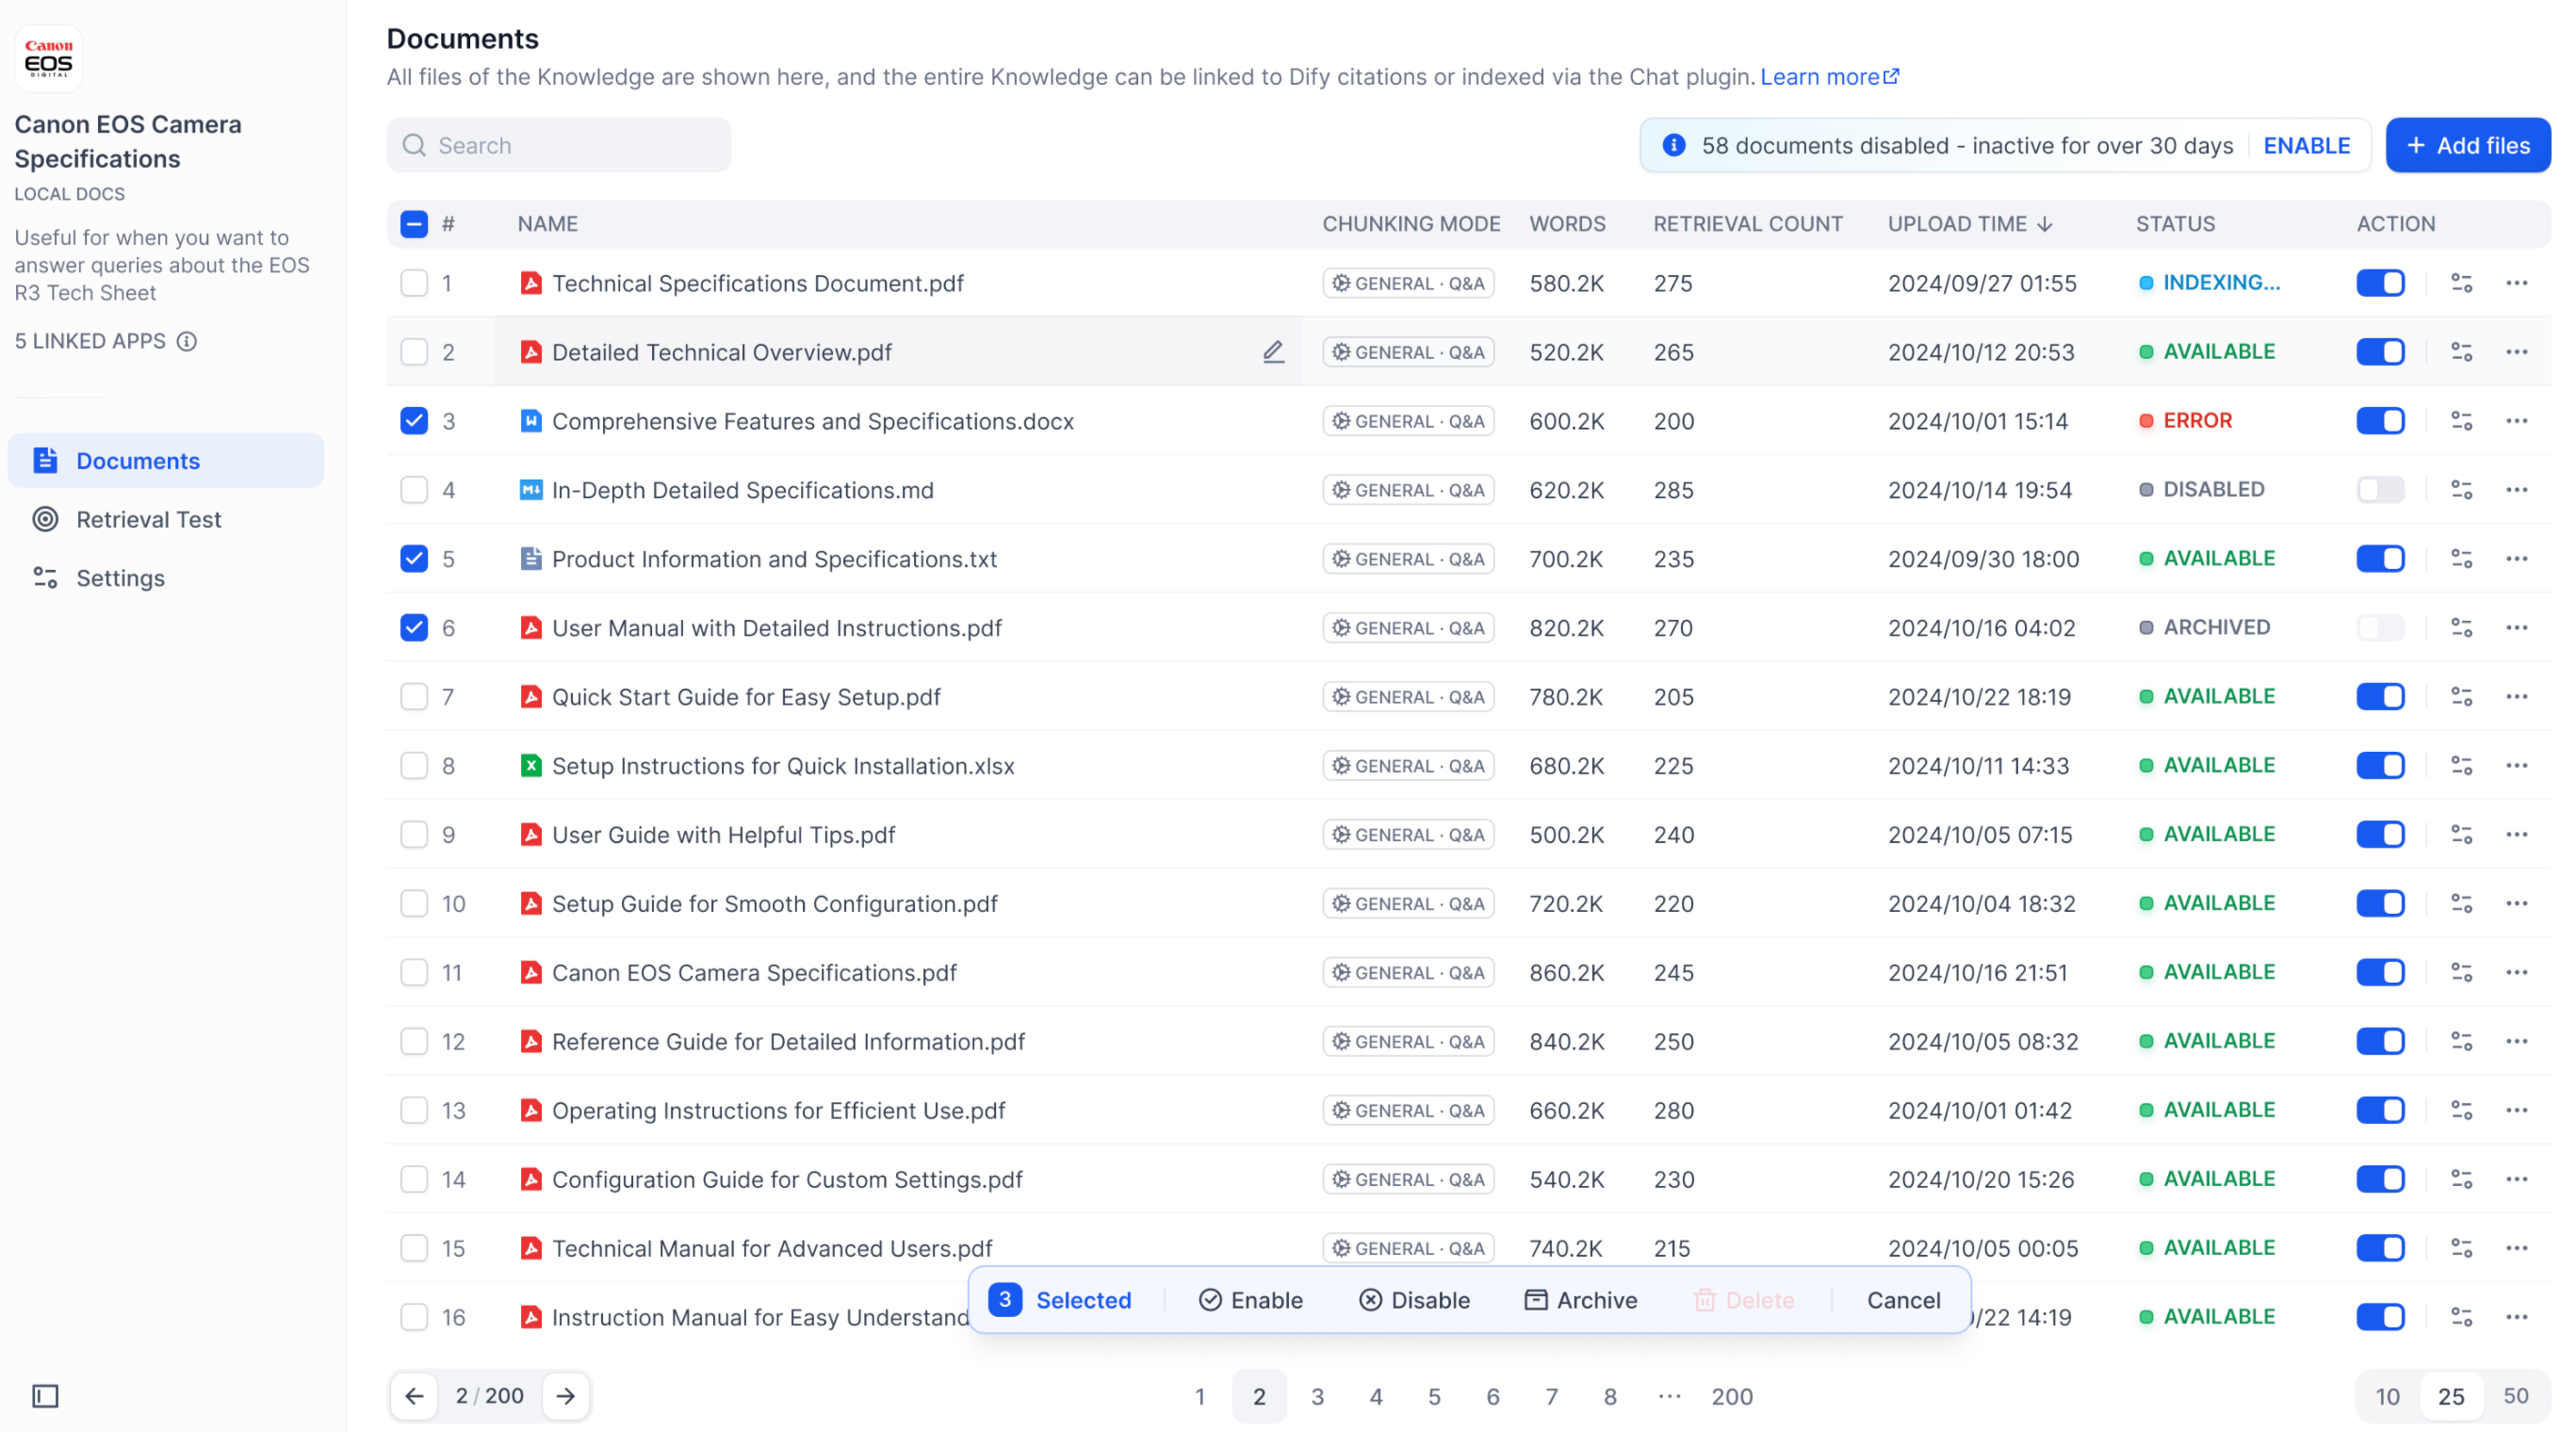 Canon
EOS
DIGITAL
Canon EOS Camera
Specifications
LOCAL DOCS
Useful for when you want to
answer queries about the EOS
R3 Tech Sheet
5 LINKED APPS
Documents
Retrieval Test
Settings
Documents
All files of the Knowledge are shown here, and the entire Knowledge can be linked to Dify citations or indexed via the Chat plugin. Learn more
Search
58 documents disabled - inactive for over 30 days ENABLE
+ Add files
# NAME CHUNKING MODE WORDS RETRIEVAL COUNT UPLOAD TIME ↓ STATUS ACTION
1 Technical Specifications Document.pdf GENERAL · Q&A 580.2K 275 2024/09/27 01:55 INDEXING...
2 Detailed Technical Overview.pdf GENERAL · Q&A 520.2K 265 2024/10/12 20:53 AVAILABLE
3 Comprehensive Features and Specifications.docx GENERAL · Q&A 600.2K 200 2024/10/01 15:14 ERROR
4 In-Depth Detailed Specifications.md GENERAL · Q&A 620.2K 285 2024/10/14 19:54 DISABLED
5 Product Information and Specifications.txt GENERAL · Q&A 700.2K 235 2024/09/30 18:00 AVAILABLE
6 User Manual with Detailed Instructions.pdf GENERAL · Q&A 820.2K 270 2024/10/16 04:02 ARCHIVED
7 Quick Start Guide for Easy Setup.pdf GENERAL · Q&A 780.2K 205 2024/10/22 18:19 AVAILABLE
8 Setup Instructions for Quick Installation.xlsx GENERAL · Q&A 680.2K 225 2024/10/11 14:33 AVAILABLE
9 User Guide with Helpful Tips.pdf GENERAL · Q&A 500.2K 240 2024/10/05 07:15 AVAILABLE
10 Setup Guide for Smooth Configuration.pdf GENERAL · Q&A 720.2K 220 2024/10/04 18:32 AVAILABLE
11 Canon EOS Camera Specifications.pdf GENERAL · Q&A 860.2K 245 2024/10/16 21:51 AVAILABLE
12 Reference Guide for Detailed Information.pdf GENERAL · Q&A 840.2K 250 2024/10/05 08:32 AVAILABLE
13 Operating Instructions for Efficient Use.pdf GENERAL · Q&A 660.2K 280 2024/10/01 01:42 AVAILABLE
14 Configuration Guide for Custom Settings.pdf GENERAL · Q&A 540.2K 230 2024/10/20 15:26 AVAILABLE
15 Technical Manual for Advanced Users.pdf GENERAL · Q&A 740.2K 215 2024/10/05 00:05 AVAILABLE
3 Selected Enable Disable Archive Delete Cancel
16 Instruction Manual for Easy Understand /22 14:19 AVAILABLE
2 / 200
1 2 3 4 5 6 7 8 ... 200
10 25 50